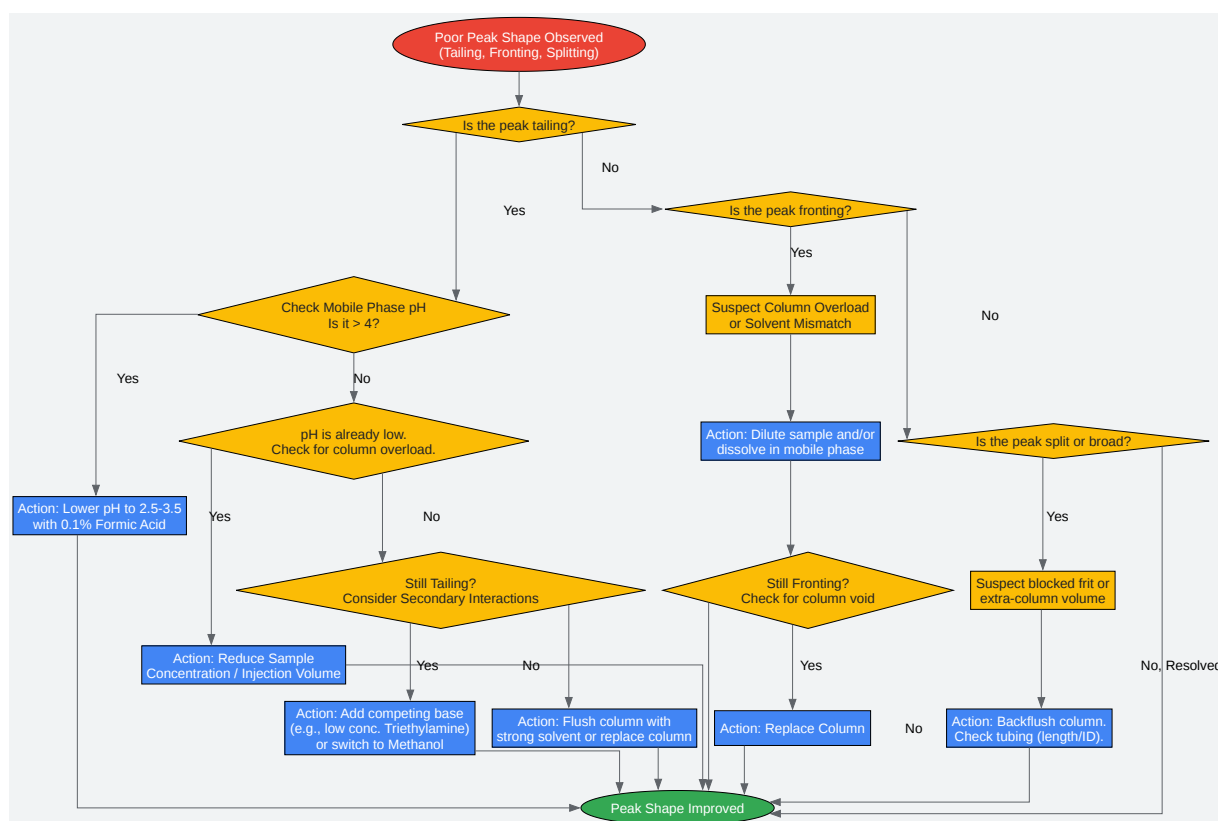 Poor Peak Shape Observed
(Tailing, Fronting, Splitting)
Is the peak tailing?
No
Yes
Is the peak fronting?
Yes
Check Mobile Phase pH
Is it > 4?
Suspect Column Overload
or Solvent Mismatch
No
Yes
No
pH is already low.
Check for column overload.
Action: Dilute sample and/or
dissolve in mobile phase
Is the peak split or broad?
Action: Lower pH to 2.5-3.5
with 0.1% Formic Acid
Yes
No
Yes
Still Tailing?
Consider Secondary Interactions
Still Fronting?
Check for column void
Suspect blocked frit or
extra-column volume
Action: Reduce Sample
Concentration / Injection Volume
Yes
No
Yes
No, Resolved
Action: Add competing base
(e.g., low conc. Triethylamine)
or switch to Methanol
Action: Flush column with
strong solvent or replace column
Action: Replace Column
No
Action: Backflush column.
Check tubing (length/ID).
Peak Shape Improved